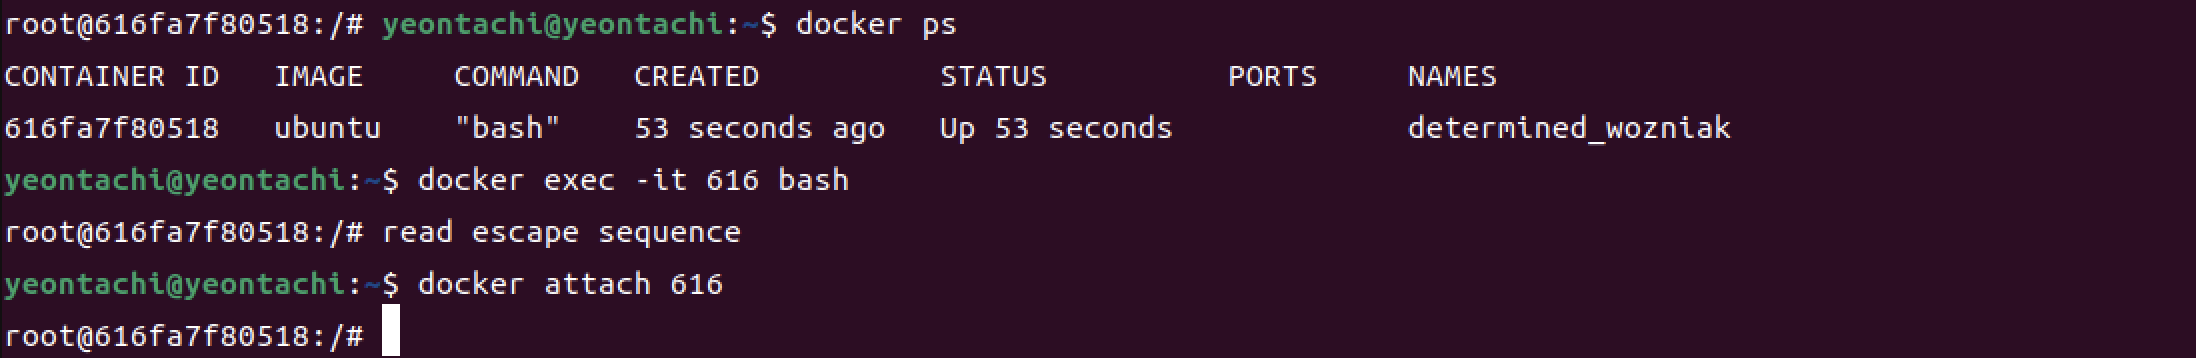 root@616fa7f80518:/# yeontachi@yeontachi:~$ docker ps
CONTAINER ID   IMAGE     COMMAND   CREATED          STATUS          PORTS     NAMES
616fa7f80518   ubuntu    "bash"    53 seconds ago   Up 53 seconds             determined_wozniak
yeontachi@yeontachi:~$ docker exec -it 616 bash
root@616fa7f80518:/# read escape sequence
yeontachi@yeontachi:~$ docker attach 616
root@616fa7f80518:/#